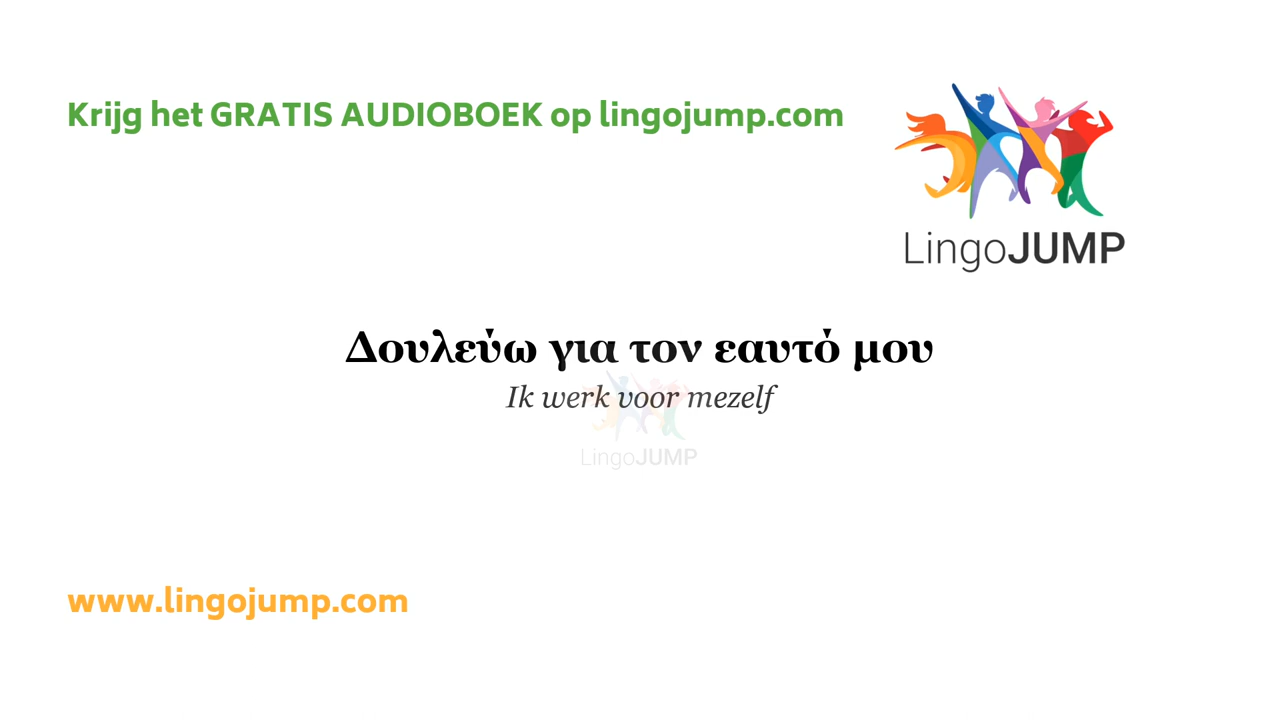 Krijg het GRATIS AUDIOBOEK op lingojump.com
LingoJUMP
Δουλεύω για τον εαυτό μου
Ik werk voor mezelf
LingoJUMP
www.lingojump.com